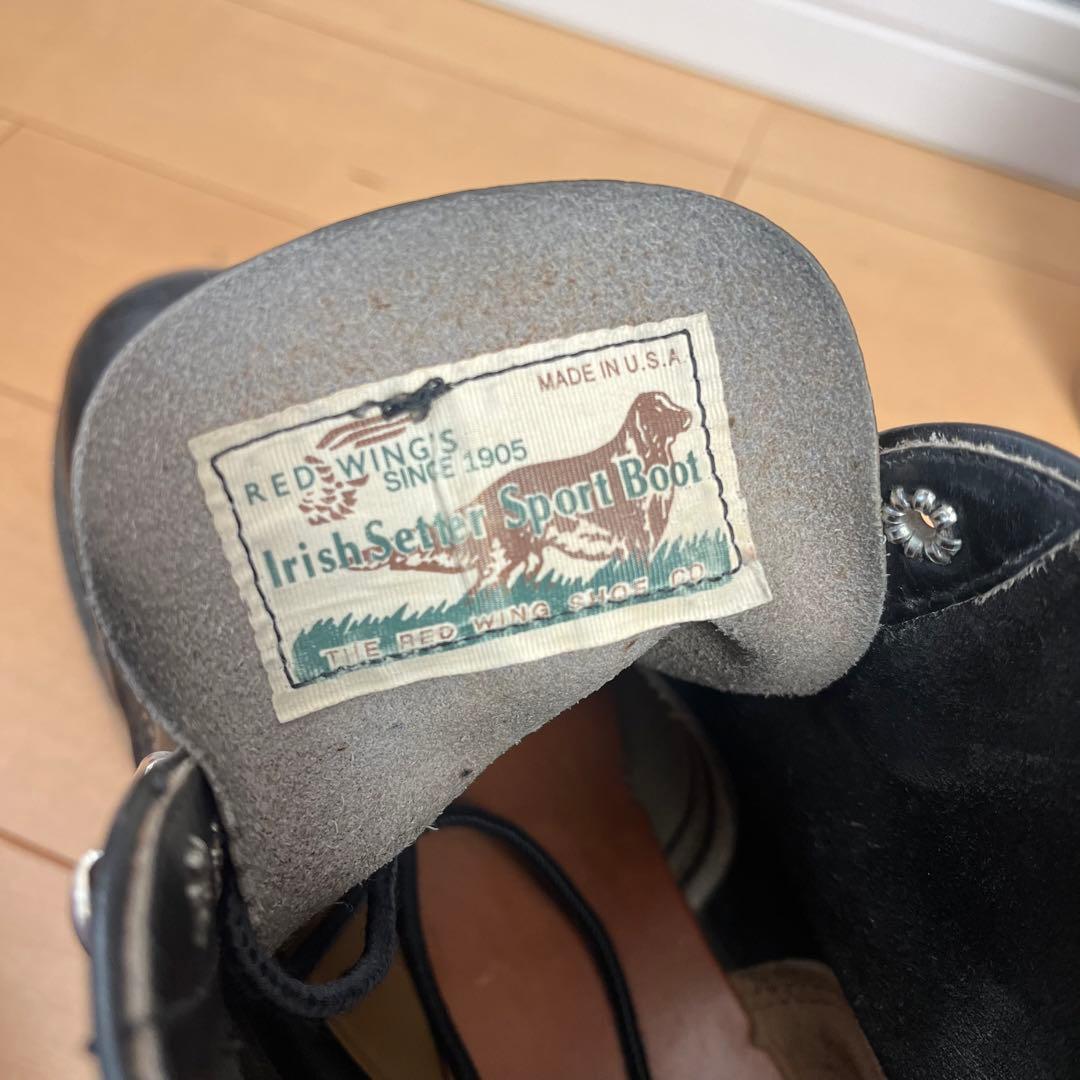 MADE IN U.S.A.
RED WING'S
SINCE 1905
Irish Setter Sport Boot
THE RED WING SHOE CO